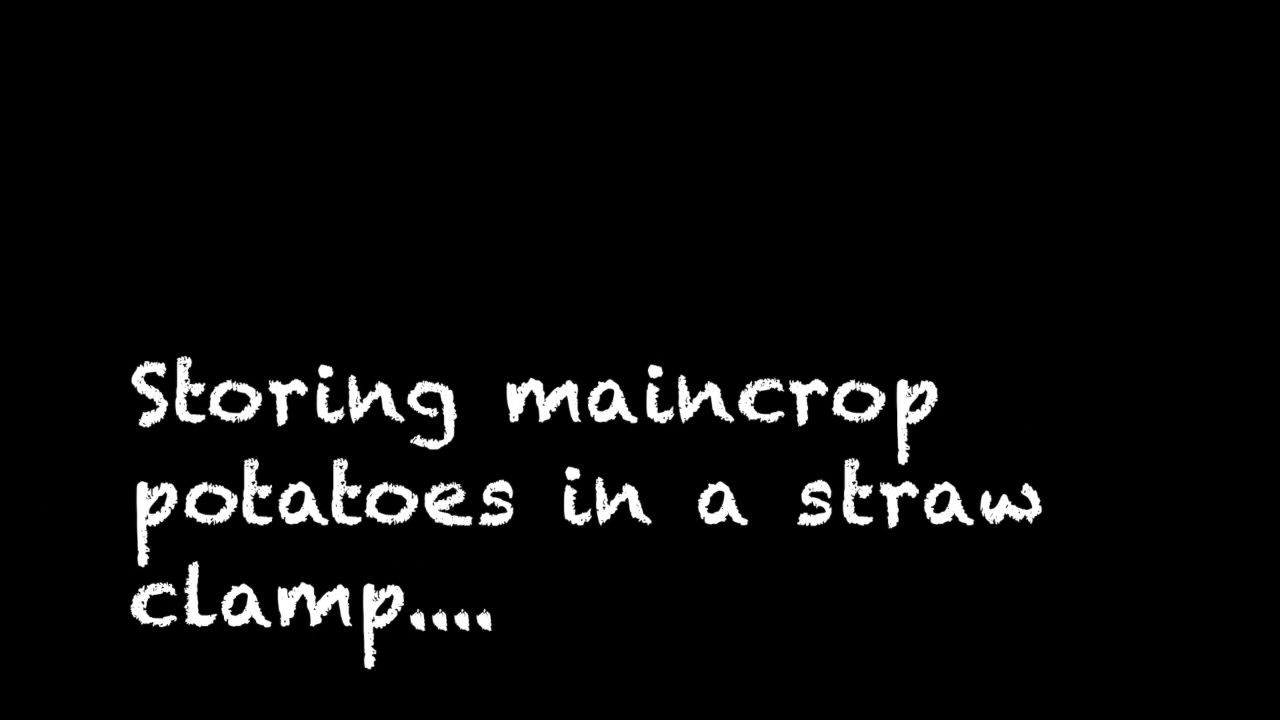 Storing maincrop
potatoes in a straw
clamp....